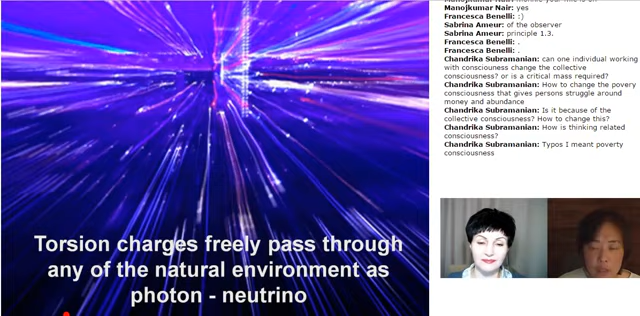 Torsion charges freely pass through
any of the natural environment as
photon - neutrino
Manojkumar Nair: yes
Francesca Benelli: :)
Sabrina Ameur: of the observer
Sabrina Ameur: principle 1.3.
Francesca Benelli: .
Francesca Benelli: .
Chandrika Subramanian: can one individual working
with consciouness change the collective
consciousness? or is a critical mass required?
Chandrika Subramanian: How to change the povery
consciousness that gives persons struggle around
money and abundance
Chandrika Subramanian: Is it because of the
collective consciousness? How to change this?
Chandrika Subramanian: How is thinking related
consciousness?
Chandrika Subramanian: Typos I meant poverty
consciousness